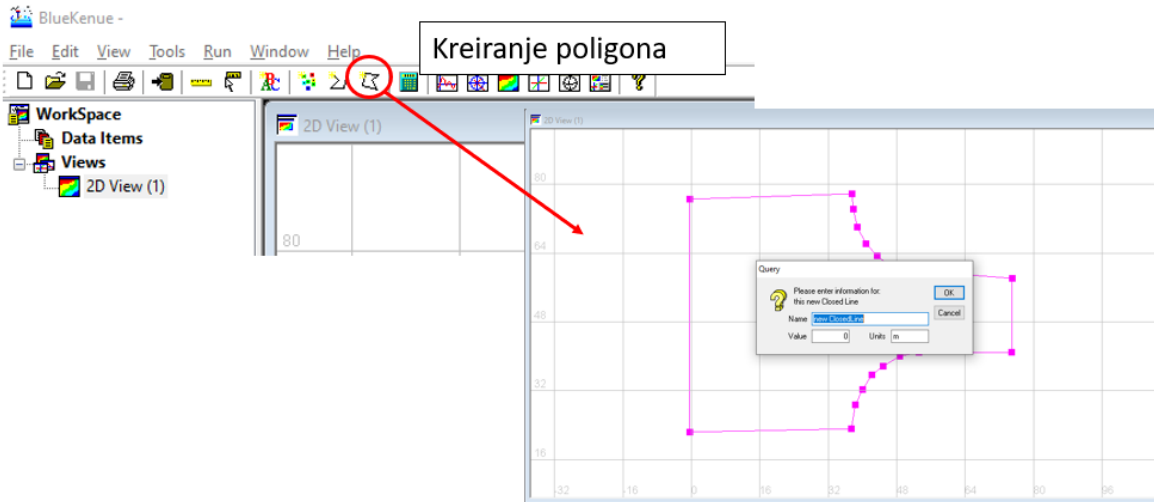 BlueKenue -
File Edit View Tools Run Window Help
Kreiranje poligona
WorkSpace
Data Items
Views
2D View (1)
2D View (1)
80
2D View (1)
80
64
48
32
16
-32 -16 0 16 32 48 64 80 96
Query
Please enter information for:
this new Closed Line
OK
Cancel
Name new ClosedLine
Value 0 Units m